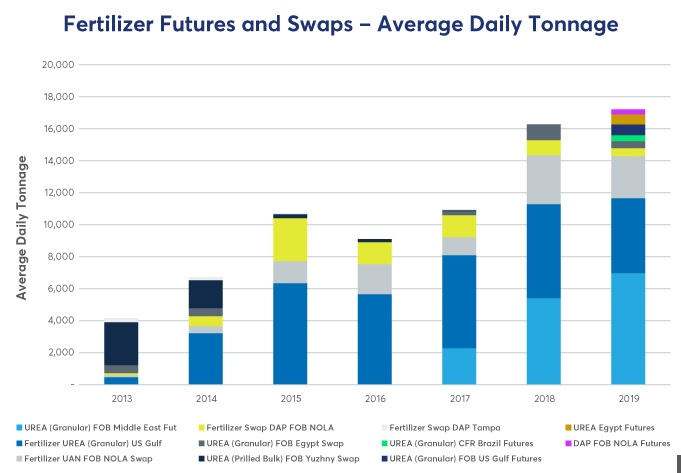 Fertilizer Futures and Swaps – Average Daily Tonnage
Average Daily Tonnage
20,000
18,000
16,000
14,000
12,000
10,000
8,000
6,000
4,000
2,000
-
2013 2014 2015 2016 2017 2018 2019
UREA (Granular) FOB Middle East Fut Fertilizer Swap DAP FOB NOLA Fertilizer Swap DAP Tampa UREA Egypt Futures
Fertilizer UREA (Granular) US Gulf UREA (Granular) FOB Egypt Swap UREA (Granular) CFR Brazil Futures DAP FOB NOLA Futures
Fertilizer UAN FOB NOLA Swap UREA (Prilled Bulk) FOB Yuzhny Swap UREA (Granular) FOB US Gulf Futures